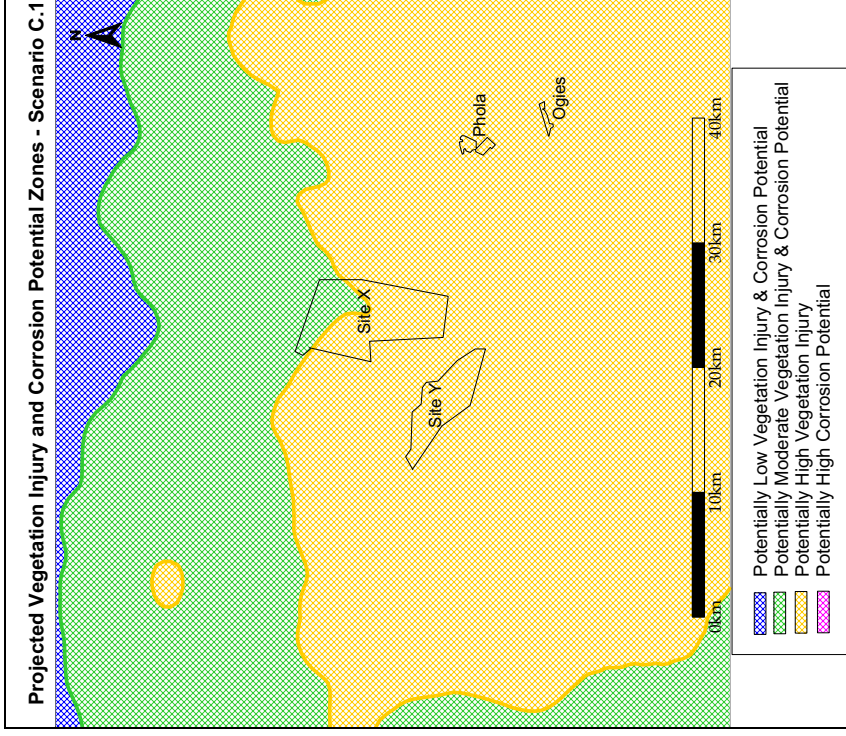 Projected Vegetation Injury and Corrosion Potential Zones - Scenario C.1
N
Phola
Ogies
Site X
Site Y
0km 10km 20km 30km 40km
Potentially Low Vegetation Injury & Corrosion Potential
Potentially Moderate Vegetation Injury & Corrosion Potential
Potentially High Vegetation Injury
Potentially High Corrosion Potential